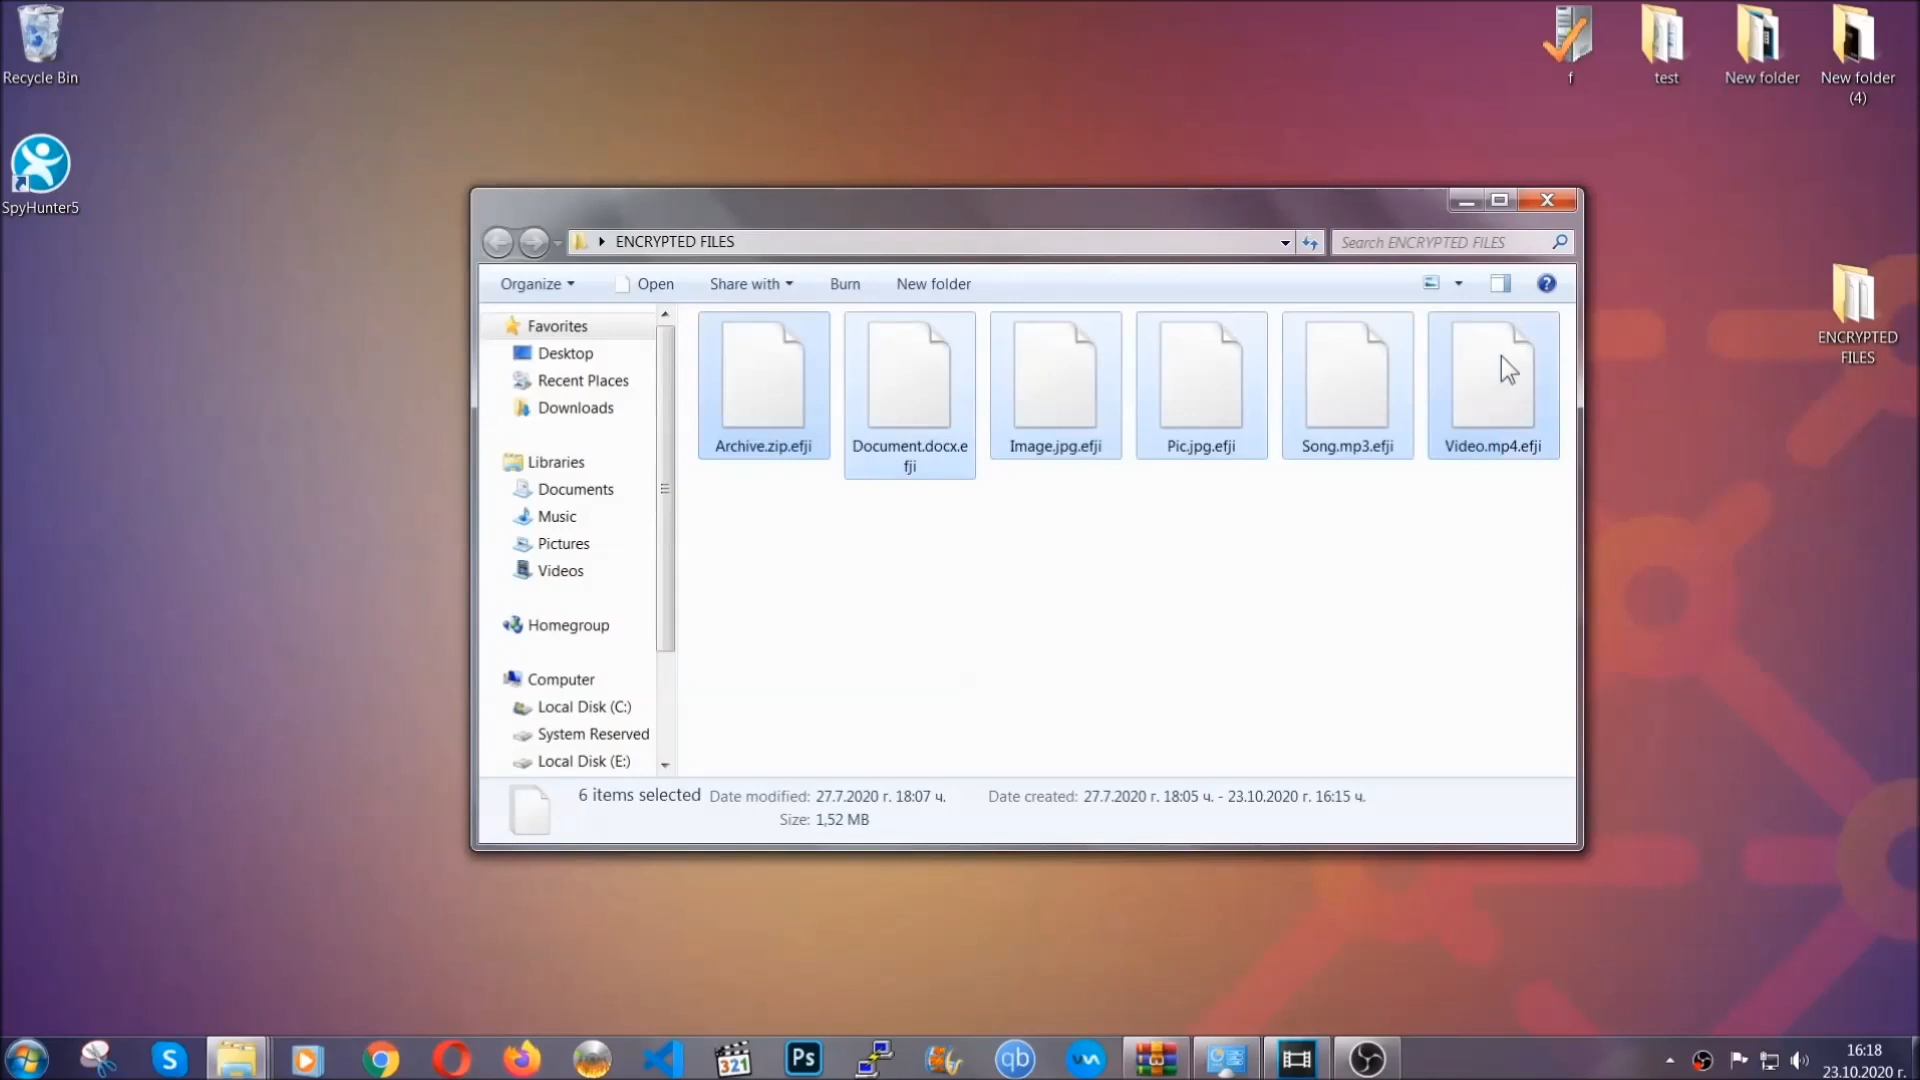 Recycle Bin
SpyHunter5
f
test
New folder
New folder
(4)
ENCRYPTED
FILES
ENCRYPTED FILES
Search ENCRYPTED FILES
Organize
Open
Share with
Burn
New folder
Favorites
Desktop
Recent Places
Downloads
Libraries
Documents
Music
Pictures
Videos
Homegroup
Computer
Local Disk (C:)
System Reserved
Local Disk (E:)
Archive.zip.efji
Document.docx.e
fji
Image.jpg.efji
Pic.jpg.efji
Song.mp3.efji
Video.mp4.efji
6 items selected Date modified: 27.7.2020 г. 18:07 ч. Date created: 27.7.2020 г. 18:05 ч. - 23.10.2020 г. 16:15 ч.
Size: 1,52 MB
S
321
Ps
qb
16:18
23.10.2020 г.